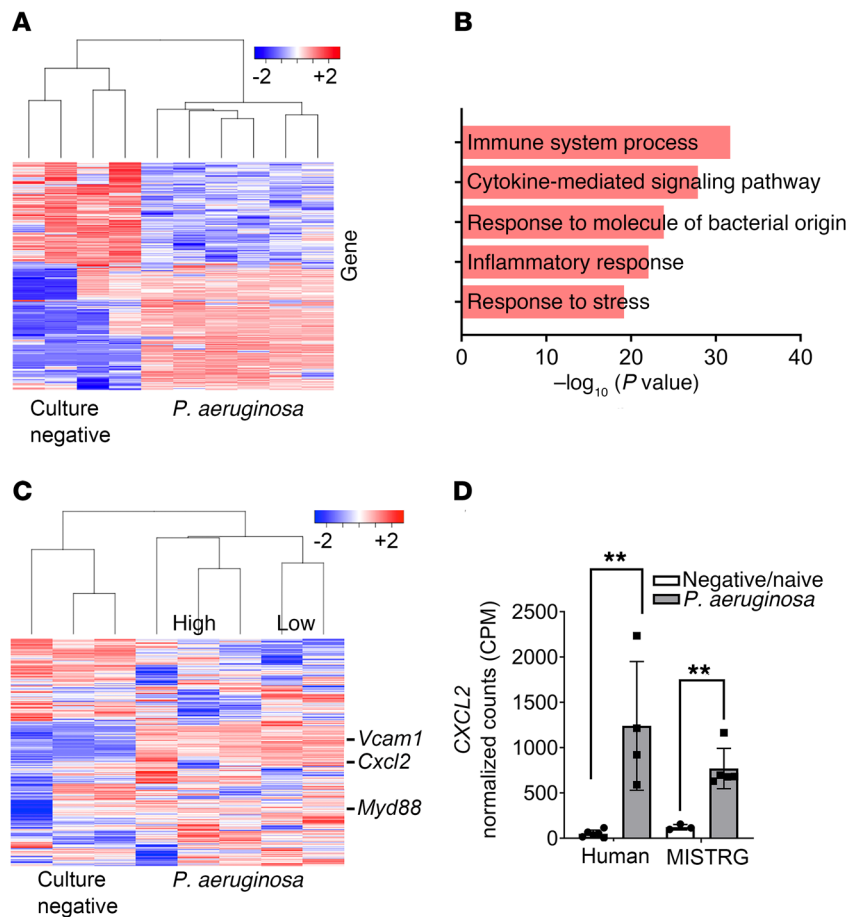 A
-2 +2
Gene
Culture
negative
P. aeruginosa
B
Immune system process
Cytokine-mediated signaling pathway
Response to molecule of bacterial origin
Inflammatory response
Response to stress
0 10 20 30 40
–log10 (P value)
C
-2 +2
High Low
Vcam1
Cxcl2
Myd88
Culture
negative
P. aeruginosa
D
**
Negative/naive
P. aeruginosa
**
CXCL2
normalized counts (CPM)
2500
2000
1500
1000
500
0
Human MISTRG